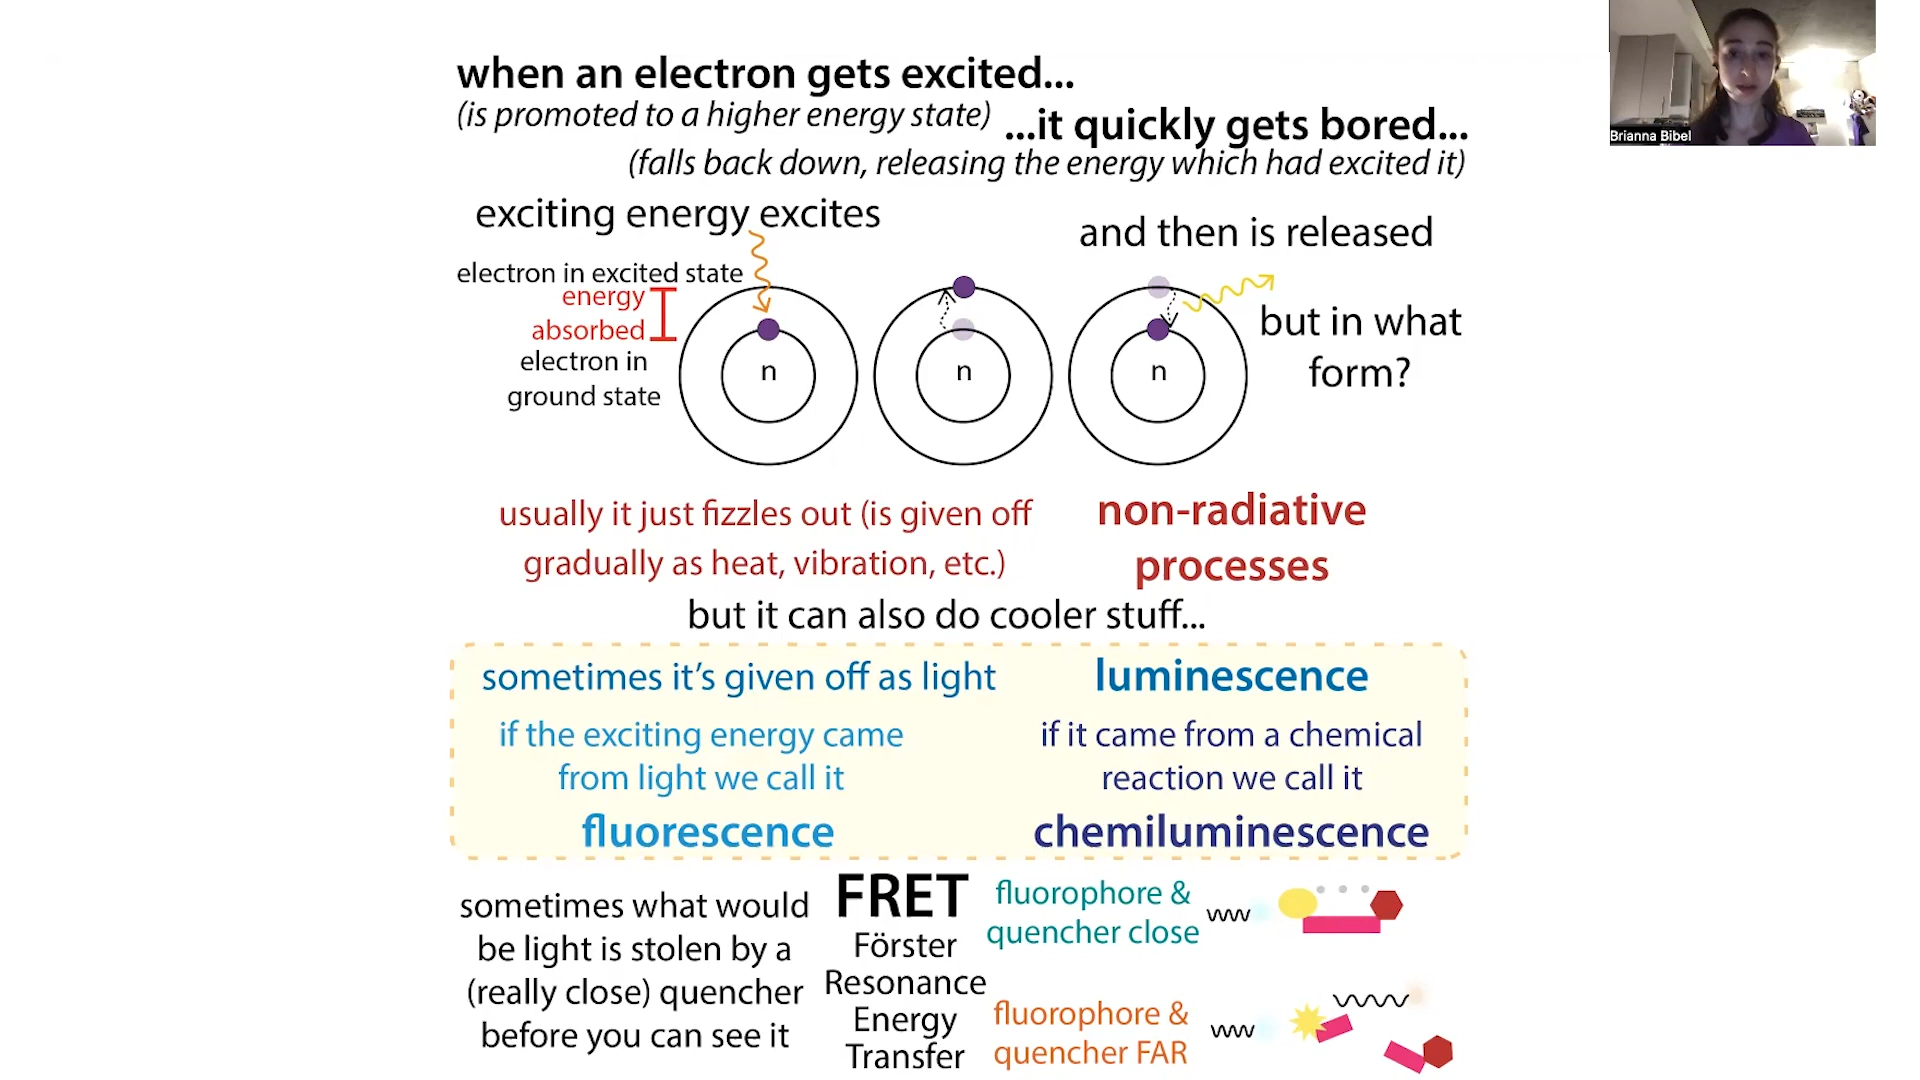 when an electron gets excited...
(is promoted to a higher energy state)
...it quickly gets bored...
(falls back down, releasing the energy which had excited it)
exciting energy excites
and then is released
electron in excited state
energy
absorbed
electron in
ground state
n
n
n
but in what
form?
usually it just fizzles out (is given off
gradually as heat, vibration, etc.)
non-radiative
processes
but it can also do cooler stuff...
sometimes it's given off as light
luminescence
if the exciting energy came
from light we call it
fluorescence
if it came from a chemical
reaction we call it
chemiluminescence
sometimes what would
be light is stolen by a
(really close) quencher
before you can see it
FRET
Förster
Resonance
Energy
Transfer
fluorophore &
quencher close
fluorophore &
quencher FAR
Brianna Bibel